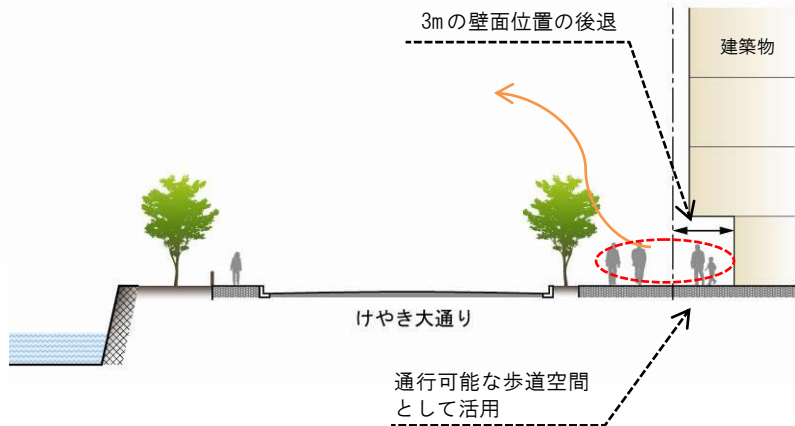 3mの壁面位置の後退
建築物
けやき大通り
通行可能な歩道空間
として活用